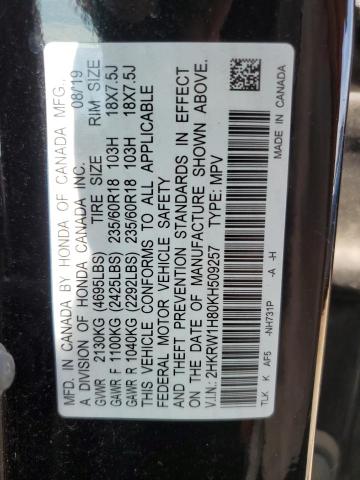 MFD. IN CANADA BY HONDA OF CANADA MFG.,
A DIVISION OF HONDA CANADA INC. 08/19
TIRE SIZE RIM SIZE
GVWR 2130KG (4695LBS)
GAWR F 1100KG (2425LBS) 235/60R18 103H 18X7.5J
GAWR R 1040KG (2292LBS) 235/60R18 103H 18X7.5J
THIS VEHICLE CONFORMS TO ALL APPLICABLE
FEDERAL MOTOR VEHICLE SAFETY
AND THEFT PREVENTION STANDARDS IN EFFECT
ON THE DATE OF MANUFACTURE SHOWN ABOVE.
V.I.N.: 2HKRW1H80KH509257 TYPE: MPV
TLK K AF5 -NH731P -A -H MADE IN CANADA